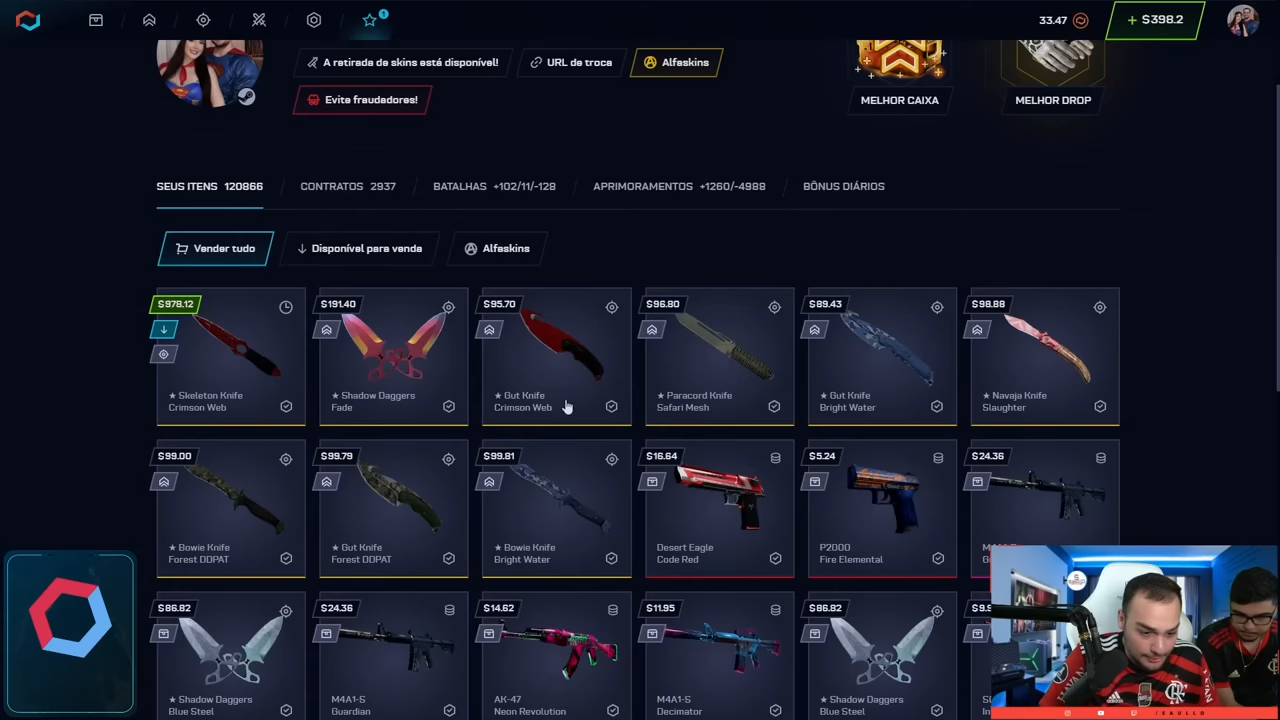 1
33.47
+ $398.2
A retirada de skins está disponível!
URL de troca
Alfaskins
Evite fraudadores!
MELHOR CAIXA
MELHOR DROP
SEUS ITENS 120866
CONTRATOS 2937
BATALHAS +102/11/-128
APRIMORAMENTOS +1260/-4988
BÔNUS DIÁRIOS
Vender tudo
Disponível para venda
Alfaskins
$978.12
★ Skeleton Knife
Crimson Web
$191.40
★ Shadow Daggers
Fade
$95.70
★ Gut Knife
Crimson Web
$96.80
★ Paracord Knife
Safari Mesh
$89.43
★ Gut Knife
Bright Water
$98.88
★ Navaja Knife
Slaughter
$99.00
★ Bowie Knife
Forest DDPAT
$99.79
★ Gut Knife
Forest DDPAT
$99.81
★ Bowie Knife
Bright Water
$16.64
Desert Eagle
Code Red
$5.24
P2000
Fire Elemental
$24.36
$86.82
★ Shadow Daggers
Blue Steel
$24.36
M4A1-S
Guardian
$14.62
AK-47
Neon Revolution
$11.95
M4A1-S
Decimator
$86.82
★ Shadow Daggers
Blue Steel